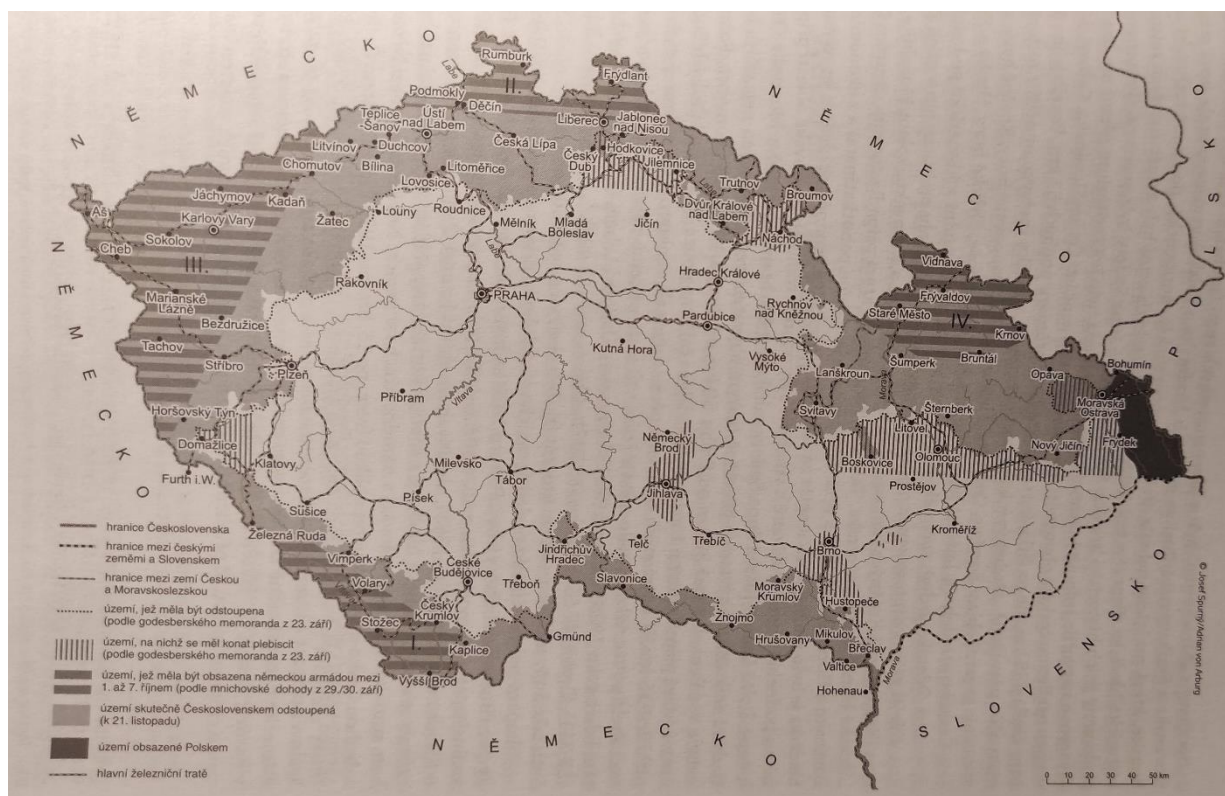 NĚMECKO
NĚMECKO
NĚMECKO
POLSKO
Rumburk
Labe
II.
Frýdlant
Podmokly
Děčín
Teplice
-Šanov
Ústí
nad Labem
Liberec
Jablonec
nad Nisou
Litvínov
Duchcov
Česká Lípa
Hodkovice
Český
Dub
Jilemnice
Chomutov
Bílina
Litoměřice
Lovosice
Trutnov
Broumov
Jáchymov
Kadaň
Roudnice
Dvůr Králové
nad Labem
Aš
Karlovy Vary
Žatec
Louny
Mělník
Mladá
Boleslav
Jičín
Náchod
Sokolov
Cheb
III.
Labe
Vidnava
Rakovník
Hradec Králové
Mariánské
Lázně
PRAHA
Frývaldov
Rychnov
nad Kněžnou
Staré Město
IV.
Bezdružice
Pardubice
Krnov
Tachov
Kutná Hora
Vysoké
Mýto
Šumperk
Bruntál
Stříbro
Plzeň
Lanškroun
Morava
Opava
Bohumín
Příbram
Vltava
Svitavy
Šternberk
Moravská
Ostrava
Horšovský Týn
Litovel
Domažlice
Německý
Brod
Boskovice
Olomouc
Nový Jičín
Frýdek
Klatovy
Milevsko
Furth i.W.
Tábor
Jihlava
Prostějov
Písek
Sušice
Kroměříž
Železná Ruda
Jindřichův
Hradec
Telč
Třebíč
Brno
Vimperk
České
Budějovice
Třeboň
Slavonice
Volary
Moravský
Krumlov
Hustopeče
Český
Krumlov
Stožec
Znojmo
Gmünd
Hrušovany
Mikulov
I.
Kaplice
Břeclav
Valtice
Morava
Vyšší Brod
Hohenau
NĚMECKO
SLOVENSKO
hranice Československa
hranice mezi českými
zeměmi a Slovenskem
hranice mezi zemí Českou
a Moravskoslezskou
území, jež měla být odstoupena
(podle godesberského memoranda z 23. září)
území, na nichž se měl konat plebiscit
(podle godesberského memoranda z 23. září)
území, jež měla být obsazena německou armádou mezi
1. až 7. říjnem (podle mnichovské dohody z 29./30. září)
území skutečně Československem odstoupená
(k 21. listopadu)
území obsazené Polskem
hlavní železniční tratě
0 10 20 30 40 50 km
© Josef Spurný/Adrian von Arburg